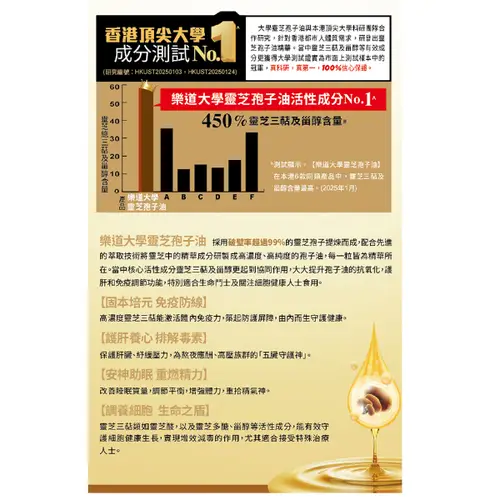 香港頂尖大學
成分測試No.1
(研究編號：HKUST20250103，HKUST20250124)
大學靈芝孢子油與本港頂尖大學科研團隊合
作研究，針對香港都市人體質需求，研發出靈
芝孢子油精華。當中靈芝三萜及甾醇等有效成
分更獲得大學測試證實為市面上測試樣本中的
冠軍，真科研，真第一，100%信心保證。
樂道大學靈芝孢子油活性成分No.1^
450%靈芝三萜及甾醇含量#
靈芝總三萜及甾醇含量
60
50
40
30
20
10
0
產品
樂道大學
靈芝孢子油
A B C D E F
^測試顯示，【樂道大學靈芝孢子油】
在本港6款同類產品中，靈芝三萜及
甾醇含量最高。(2025年1月)
樂道大學靈芝孢子油 採用破壁率超過99%的靈芝孢子提煉而成，配合先進
的萃取技術將靈芝中的精華成分研製成高濃度、高純度的孢子油，每一粒皆為精華所
在。當中核心活性成分靈芝三萜及甾醇更起到協同作用，大大提升孢子油的抗氧化，護
肝和免疫調節功能，特別適合生命鬥士及關注細胞健康人士食用。
【固本培元 免疫防線】
高濃度靈芝三萜能激活體內免疫力，築起防護屏障，由內而生守護健康。
【護肝養心 排解毒素】
保護肝臟、紓緩壓力，為熬夜應酬、高壓族群的「五臟守護神」。
【安神助眠 重燃精力】
改善睡眠質量，調節平衡，增強體力，重拾精氣神。
【調養細胞 生命之盾】
靈芝三萜類如靈芝酸，以及靈芝多醣、甾醇等活性成分，能有效守
護細胞健康生長，實現增效減毒的作用，尤其適合接受特殊治療
人士。